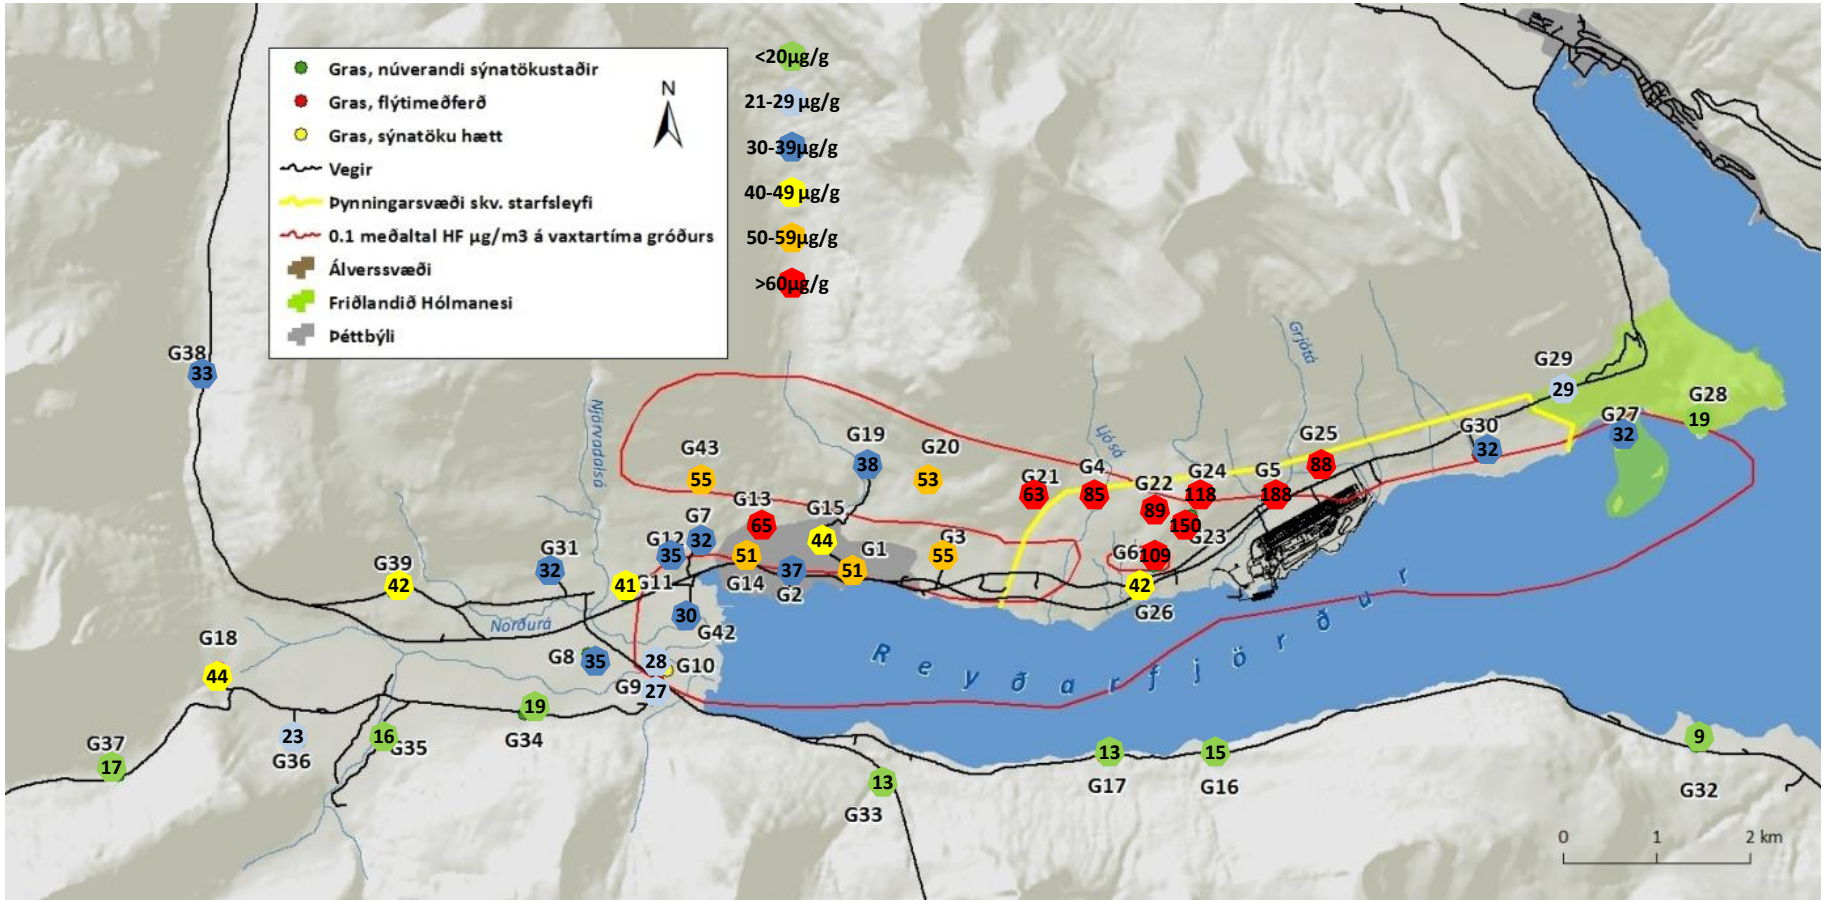 Gras, núverandi sýnatökustaðir
Gras, flýtimeðferð
Gras, sýnatöku hætt
Vegir
Þynningarsvæði skv. starfsleyfi
0.1 meðaltal HF µg/m3 á vaxtartíma gróðurs
Álverssvæði
Friðlandið Hólmanesi
Þéttbýli
N
<20µg/g
21-29 µg/g
30-39µg/g
40-49 µg/g
50-59µg/g
>60µg/g
G38
33
Njörvadalsá
G43
55
G19
38
G20
53
G21
63
Ljósá
G4
85
G22
89
G24
118
G5
188
Grjótá
G25
88
G30
32
G29
29
G27
32
G28
19
G13
65
G15
44
G7
32
G12
35
51
G14
37
G2
G1
51
G3
55
150
G23
G6
109
42
G26
G39
42
G31
32
41
G11
30
G42
Norðurá
G18
44
G8
35
28
G10
G9
27
Reyðarfjörður
G37
17
23
G36
16
G35
19
G34
13
G33
13
G17
15
G16
9
G32
0 1 2 km